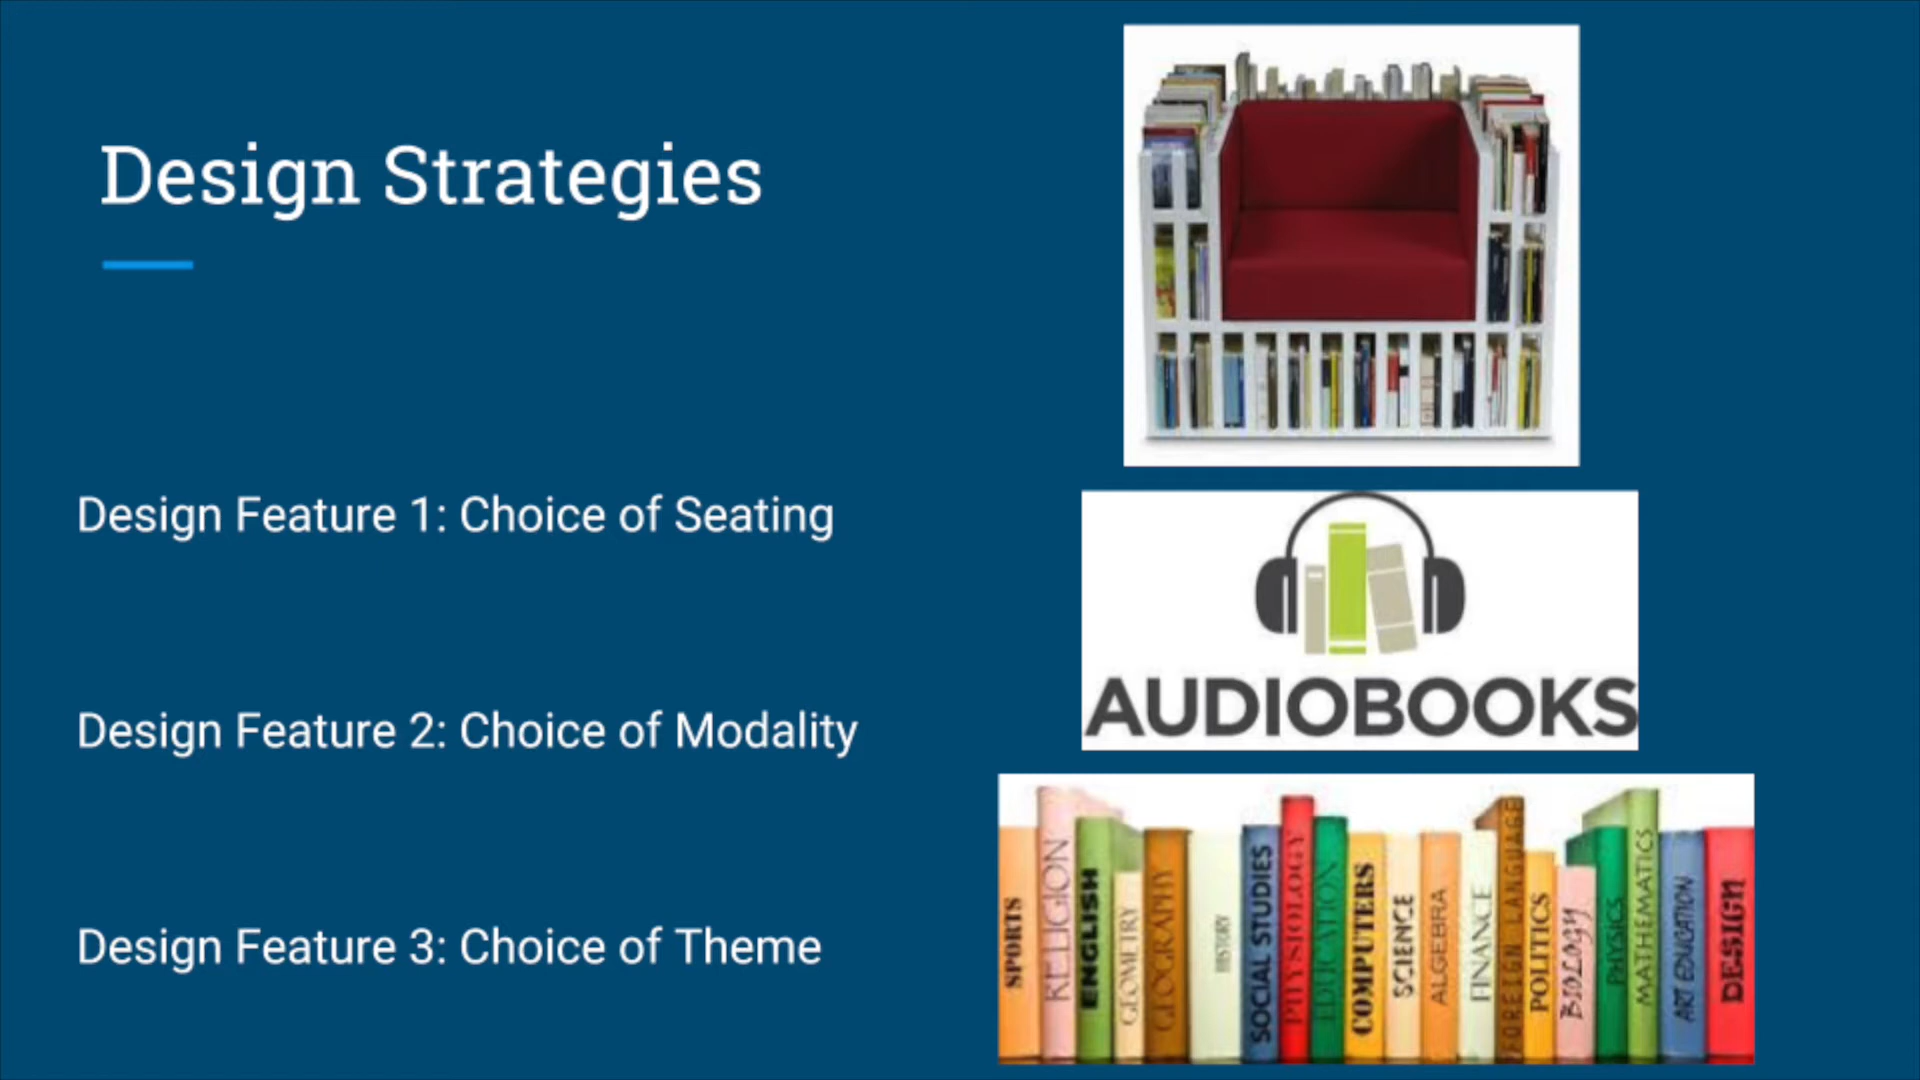 Design Strategies
Design Feature 1: Choice of Seating
Design Feature 2: Choice of Modality
Design Feature 3: Choice of Theme
AUDIOBOOKS
SPORTS
RELIGION
ENGLISH
GEOMETRY
GEOGRAPHY
HISTORY
SOCIAL STUDIES
PHYSIOLOGY
EDUCATION
COMPUTERS
SCIENCE
ALGEBRA
FINANCE
FOREIGN LANGUAGE
POLITICS
BIOLOGY
PHYSICS
MATHEMATICS
ART EDUCATION
DESIGN